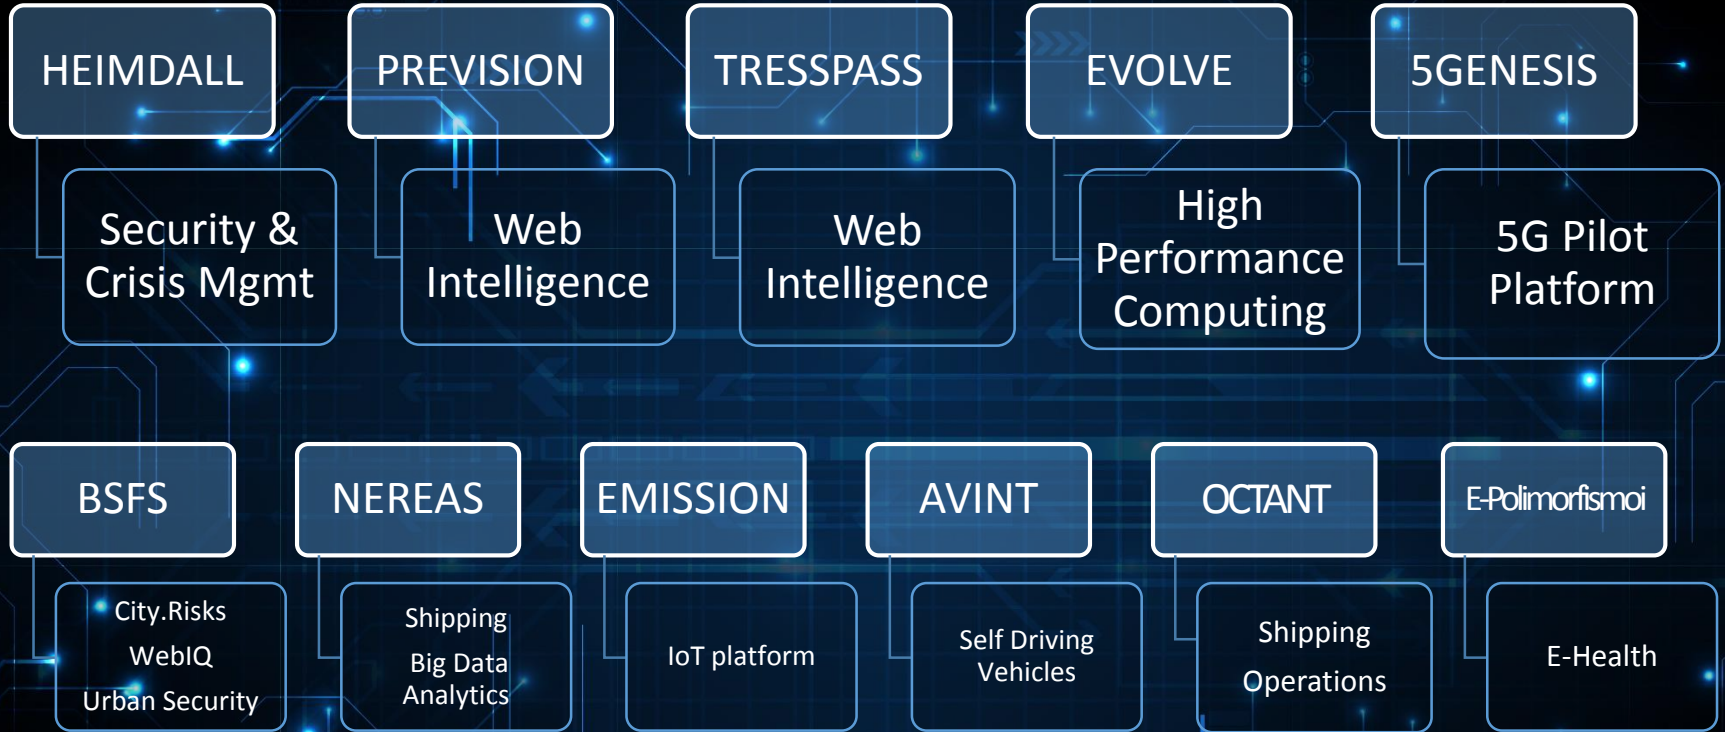 HEIMDALL
PREVISION
TRESSPASS
EVOLVE
5GENESIS
Security &
Crisis Mgmt
Web
Intelligence
Web
Intelligence
High
Performance
Computing
5G Pilot
Platform
BSFS
NEREAS
EMISSION
AVINT
OCTANT
E-Polimorfismoi
City.Risks
WebIQ
Urban Security
Shipping
Big Data
Analytics
IoT platform
Self Driving
Vehicles
Shipping
Operations
E-Health